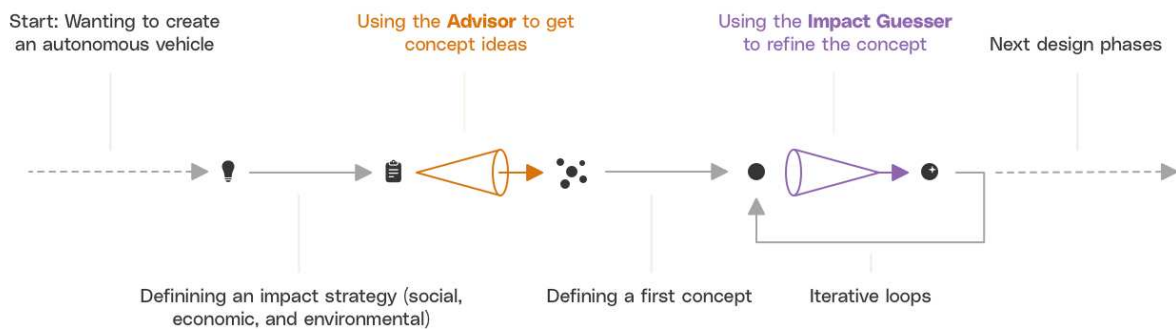 Start: Wanting to create
an autonomous vehicle
Using the Advisor to get
concept ideas
Using the Impact Guesser
to refine the concept
Next design phases
Definining an impact strategy (social,
economic, and environmental)
Defining a first concept
Iterative loops